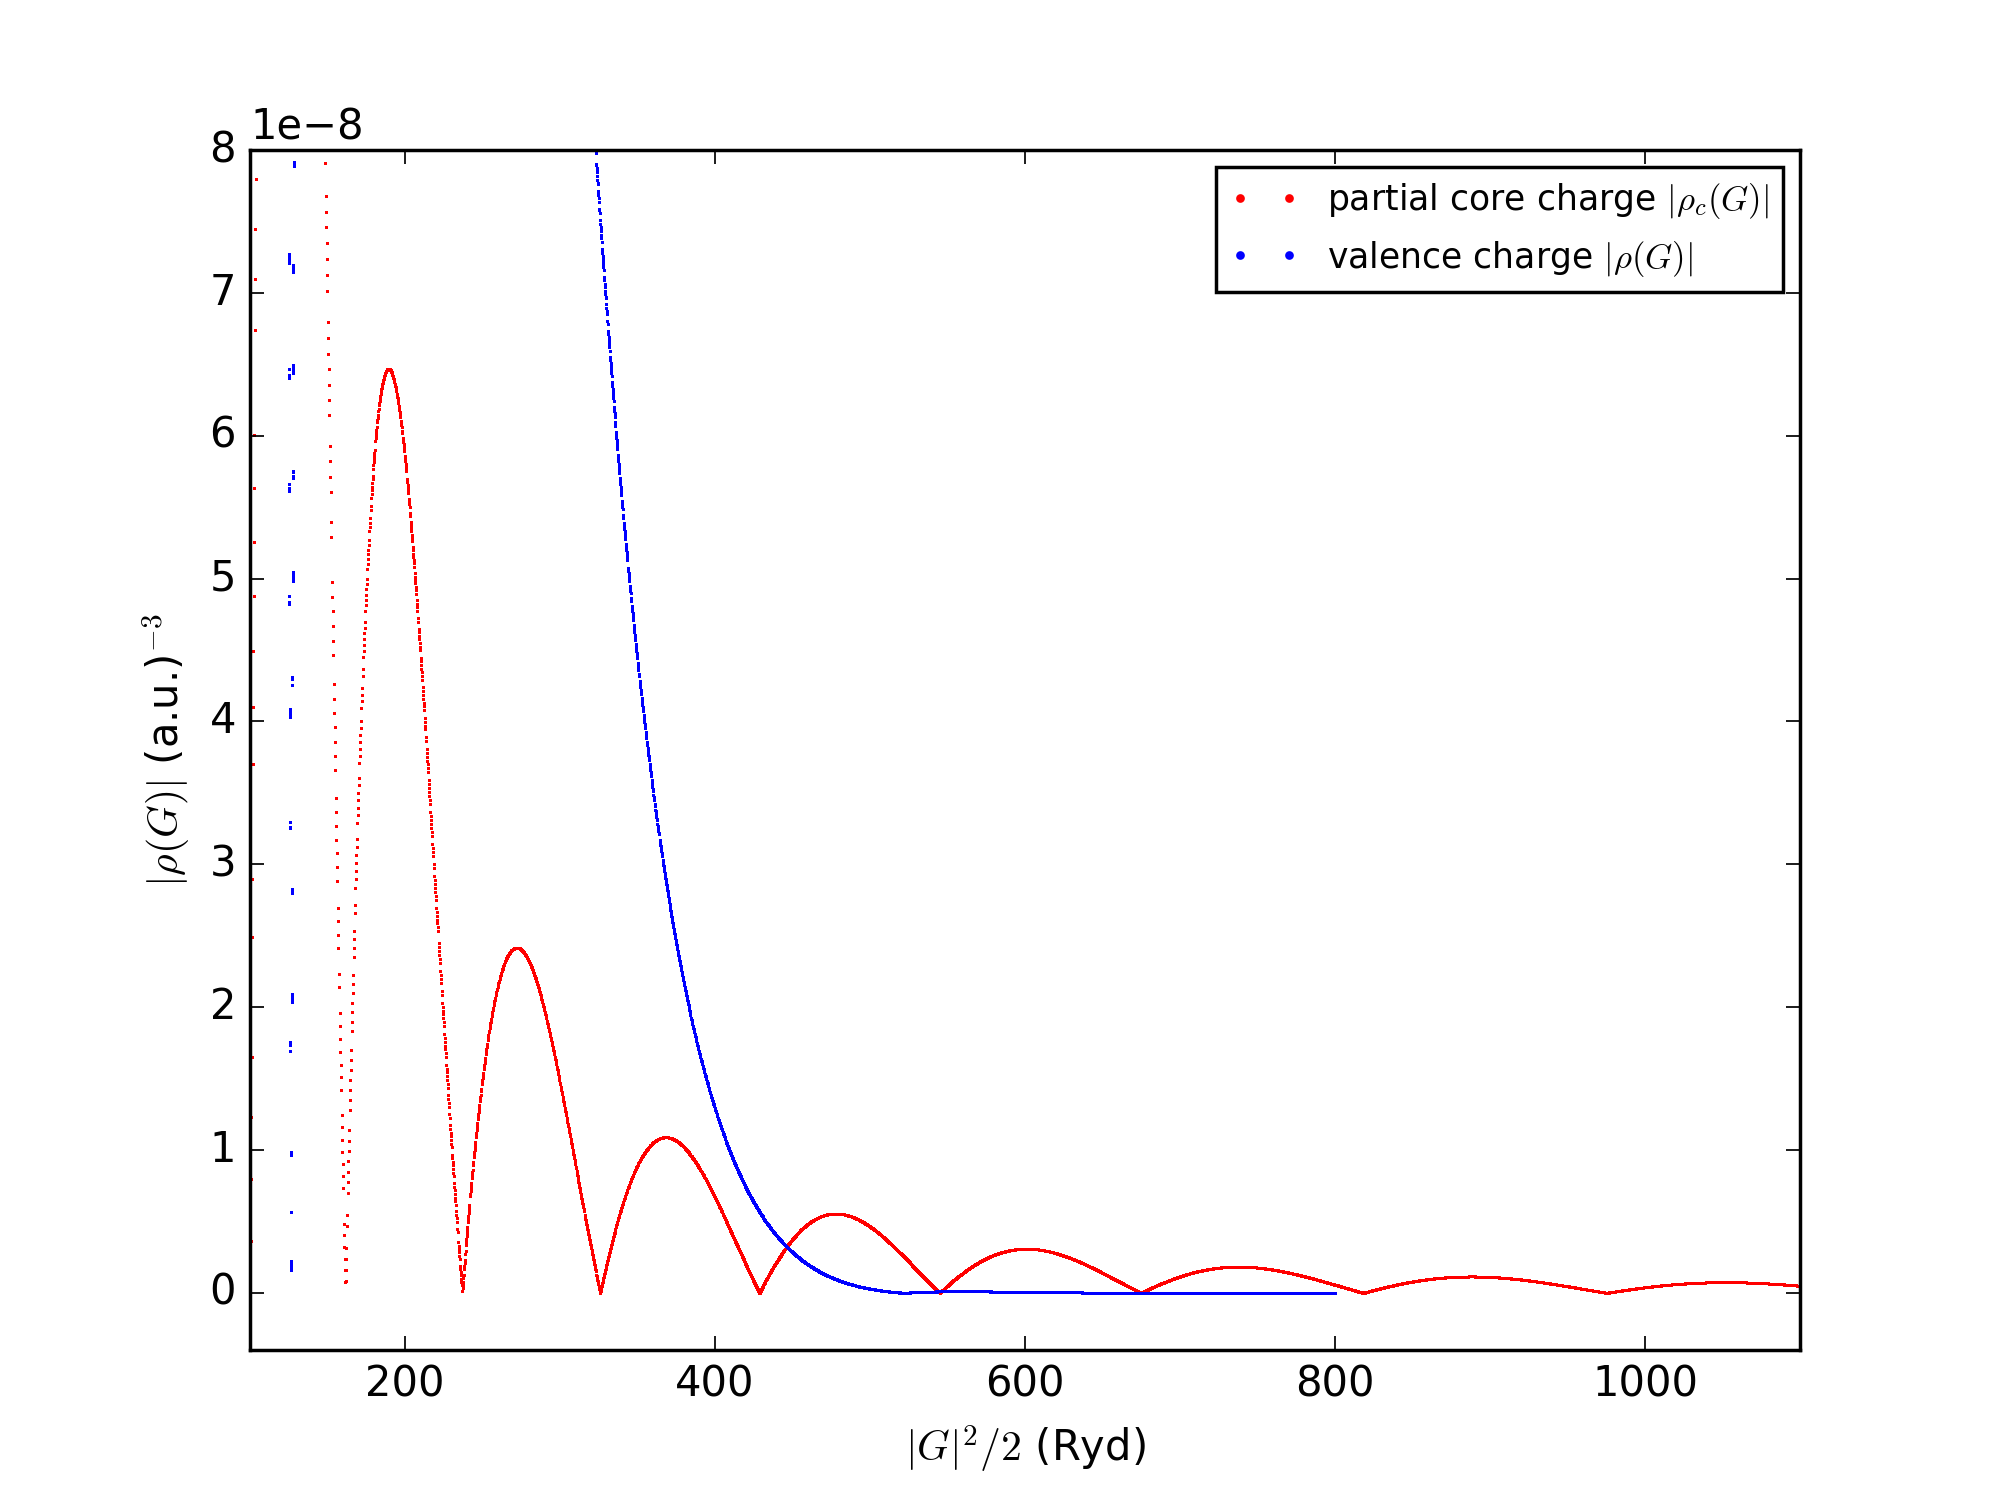 1e−8
8
7
6
5
4
3
2
1
0
|ρ(G)| (a.u.)⁻³
partial core charge |ρ_c(G)|
valence charge |ρ(G)|
200 400 600 800 1000
|G|²/2 (Ryd)